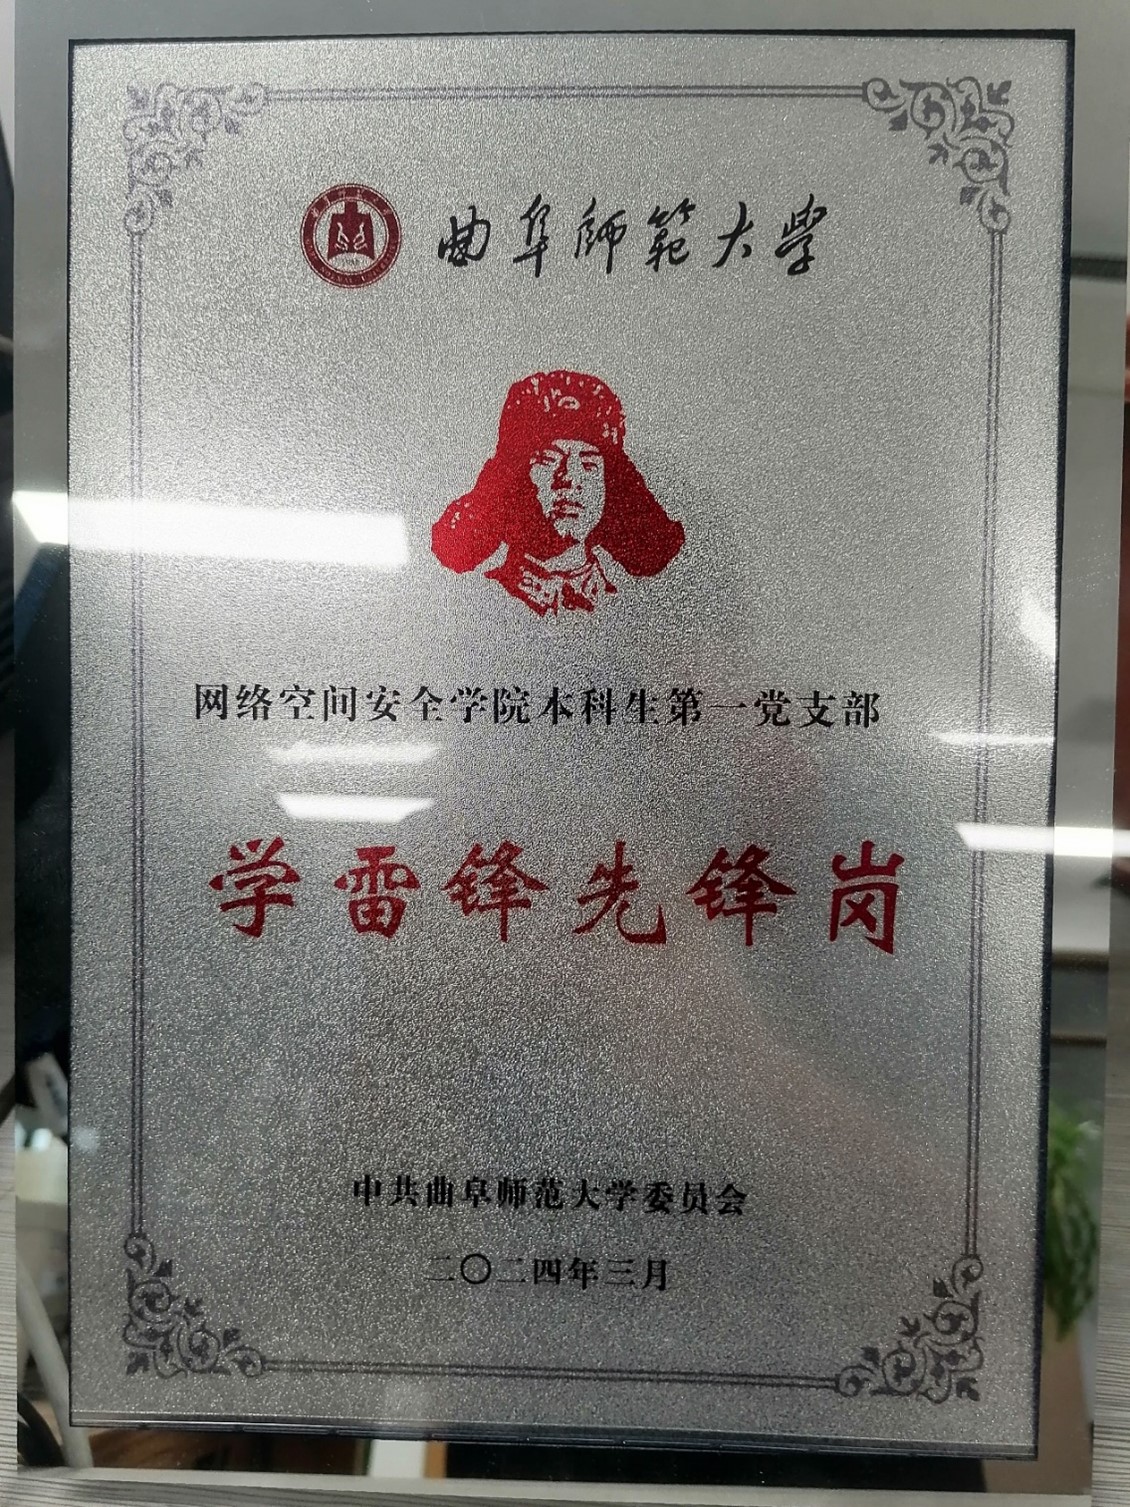 曲阜師範大學
网络空间安全学院本科生第一党支部
学雷锋先锋岗
中共曲阜师范大学委员会
二〇二四年三月